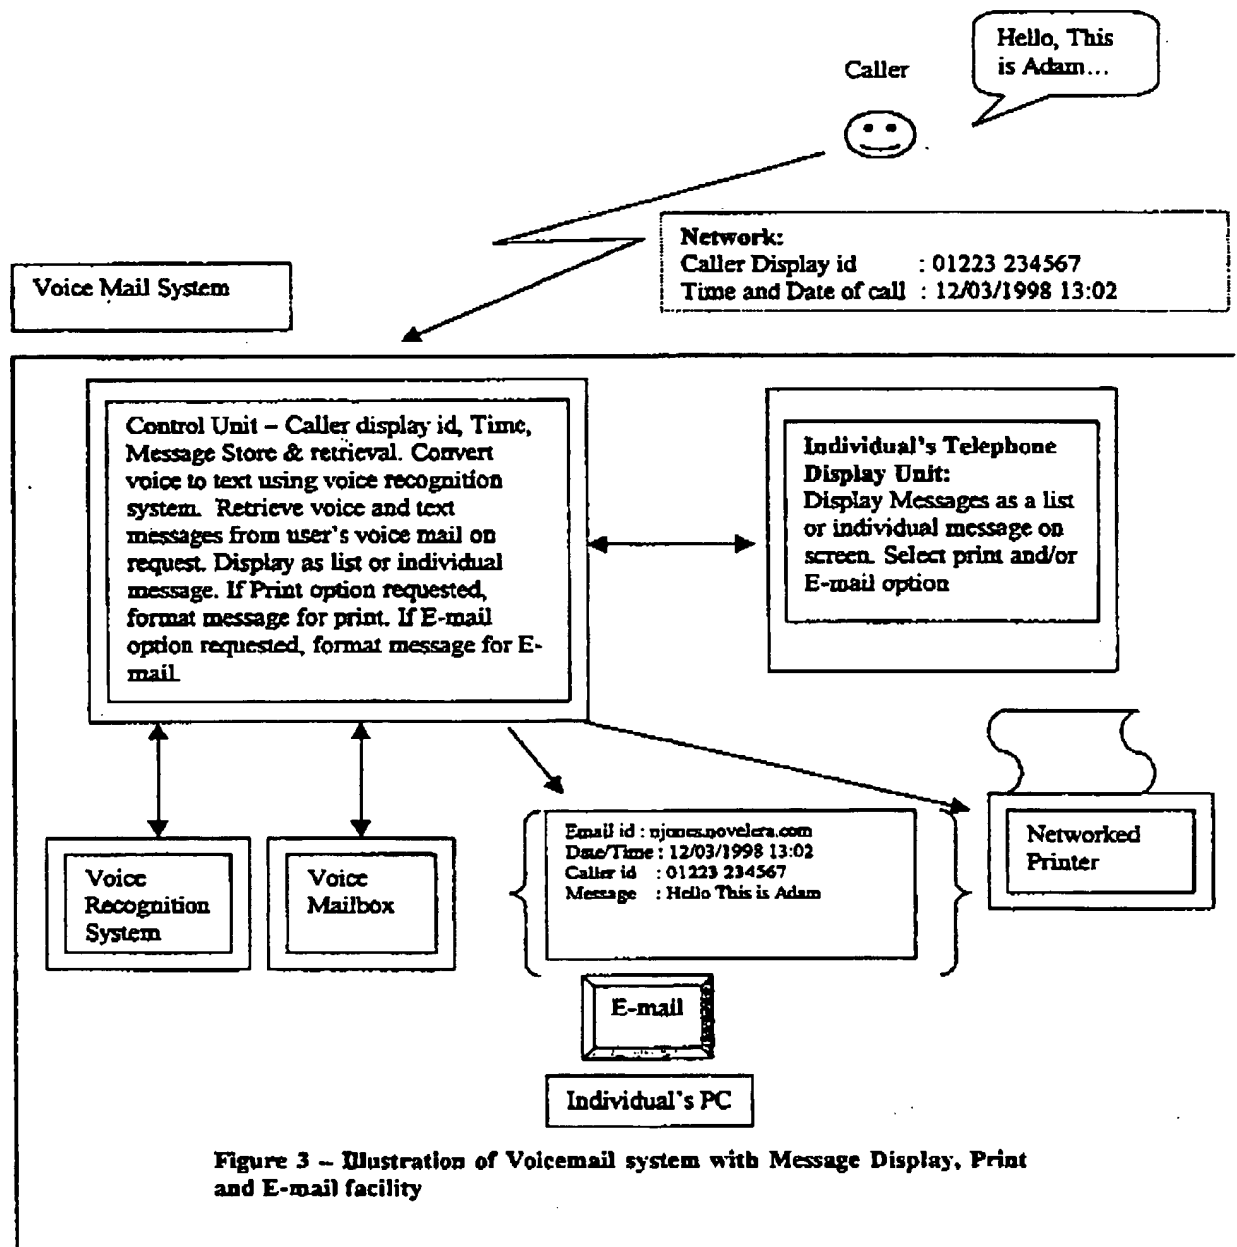 Hello, This
is Adam...
Caller
Network:
Caller Display id : 01223 234567
Time and Date of call : 12/03/1998 13:02
Voice Mail System
Control Unit – Caller display id, Time,
Message Store & retrieval. Convert
voice to text using voice recognition
system. Retrieve voice and text
messages from user's voice mail on
request. Display as list or individual
message. If Print option requested,
format message for print. If E-mail
option requested, format message for E-
mail.
Individual's Telephone
Display Unit:
Display Messages as a list
or individual message on
screen. Select print and/or
E-mail option
Voice
Recognition
System
Voice
Mailbox
Email id : njones.novelera.com
Date/Time : 12/03/1998 13:02
Caller id : 01223 234567
Message : Hello This is Adam
Networked
Printer
E-mail
Individual's PC
Figure 3 – Illustration of Voicemail system with Message Display, Print
and E-mail facility